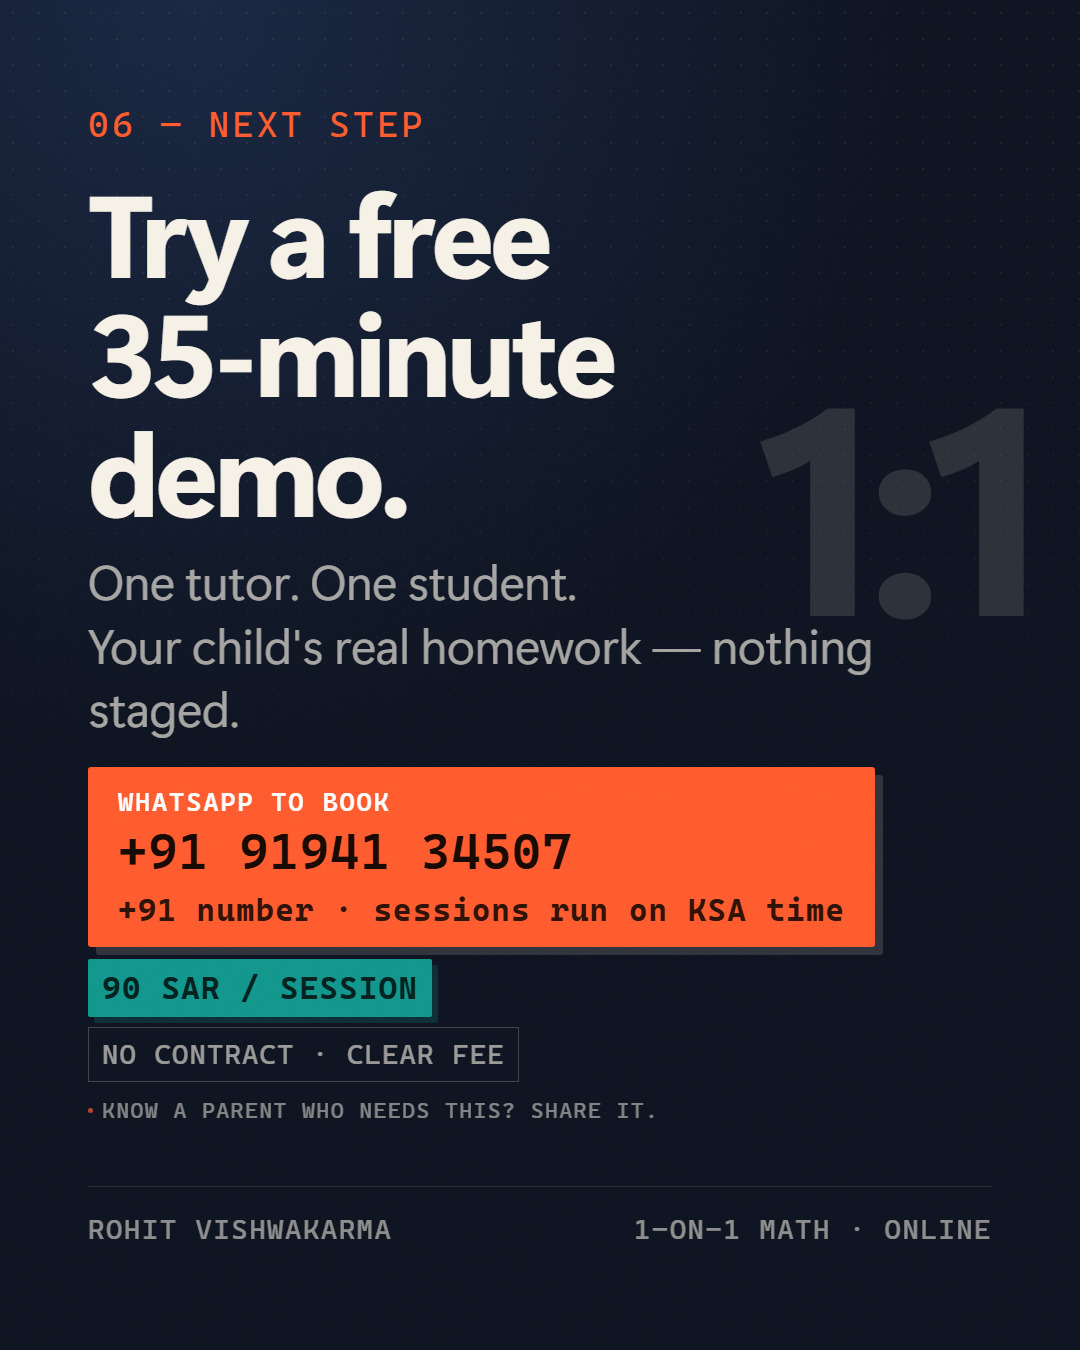 06 — NEXT STEP
Try a free
35-minute
demo.
1:1
One tutor. One student.
Your child's real homework — nothing
staged.
WHATSAPP TO BOOK
+91 91941 34507
+91 number · sessions run on KSA time
90 SAR / SESSION
NO CONTRACT · CLEAR FEE
• KNOW A PARENT WHO NEEDS THIS? SHARE IT.
ROHIT VISHWAKARMA
1-ON-1 MATH · ONLINE